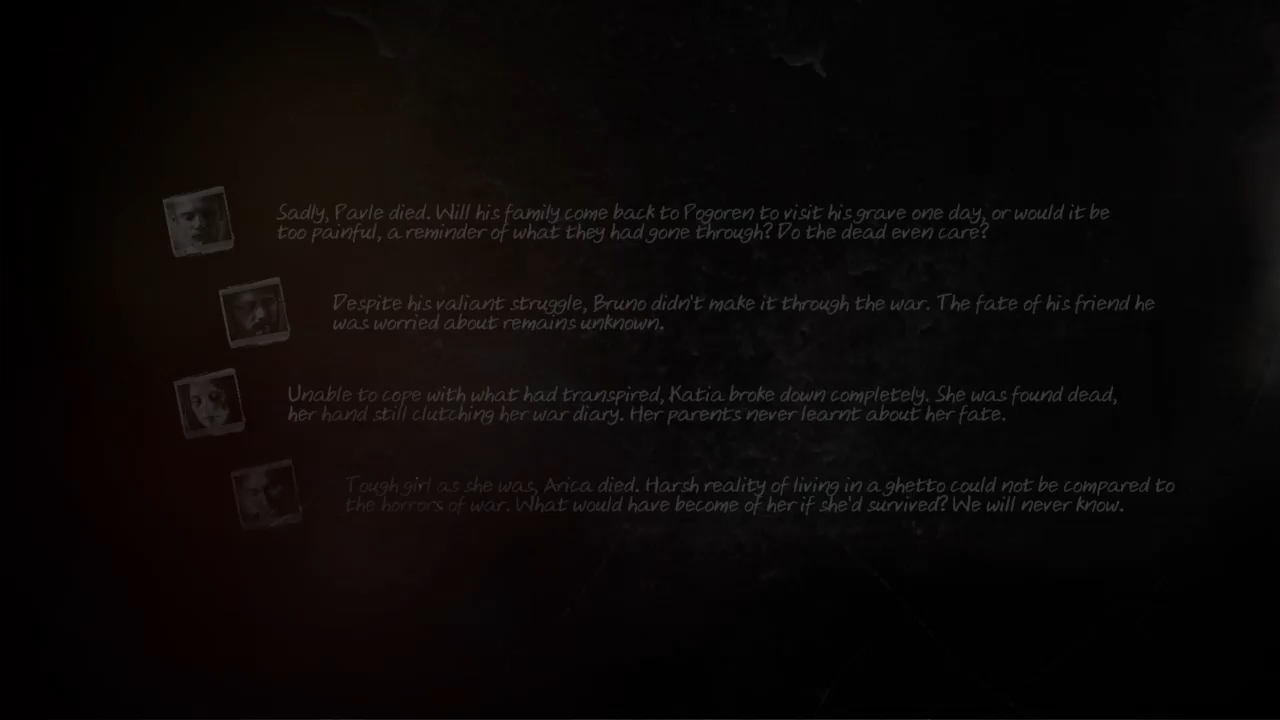 Sadly, Pavle died. Will his family come back to Pogoren to visit his grave one day, or would it be
too painful, a reminder of what they had gone through? Do the dead even care?
Despite his valiant struggle, Bruno didn't make it through the war. The fate of his friend he
was worried about remains unknown.
Unable to cope with what had transpired, Katia broke down completely. She was found dead,
her hand still clutching her war diary. Her parents never learnt about her fate.
Tough girl as she was, Arica died. Harsh reality of living in a ghetto could not be compared to
the horrors of war. What would have become of her if she'd survived? We will never know.